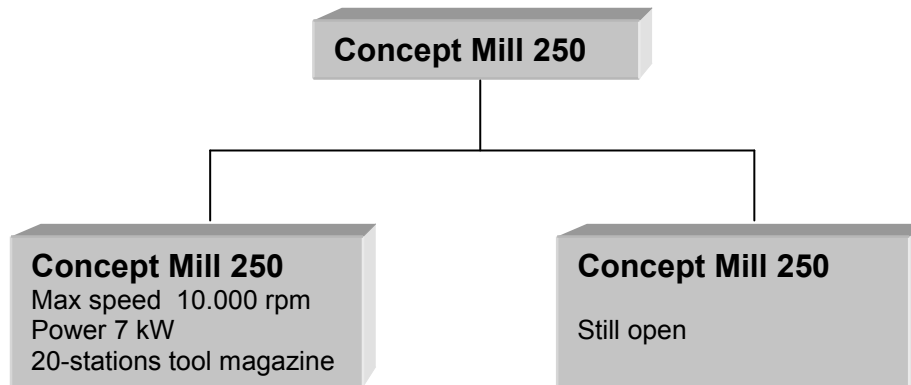 Concept Mill 250
Concept Mill 250
Max speed  10.000 rpm
Power 7 kW
20-stations tool magazine
Concept Mill 250
Still open